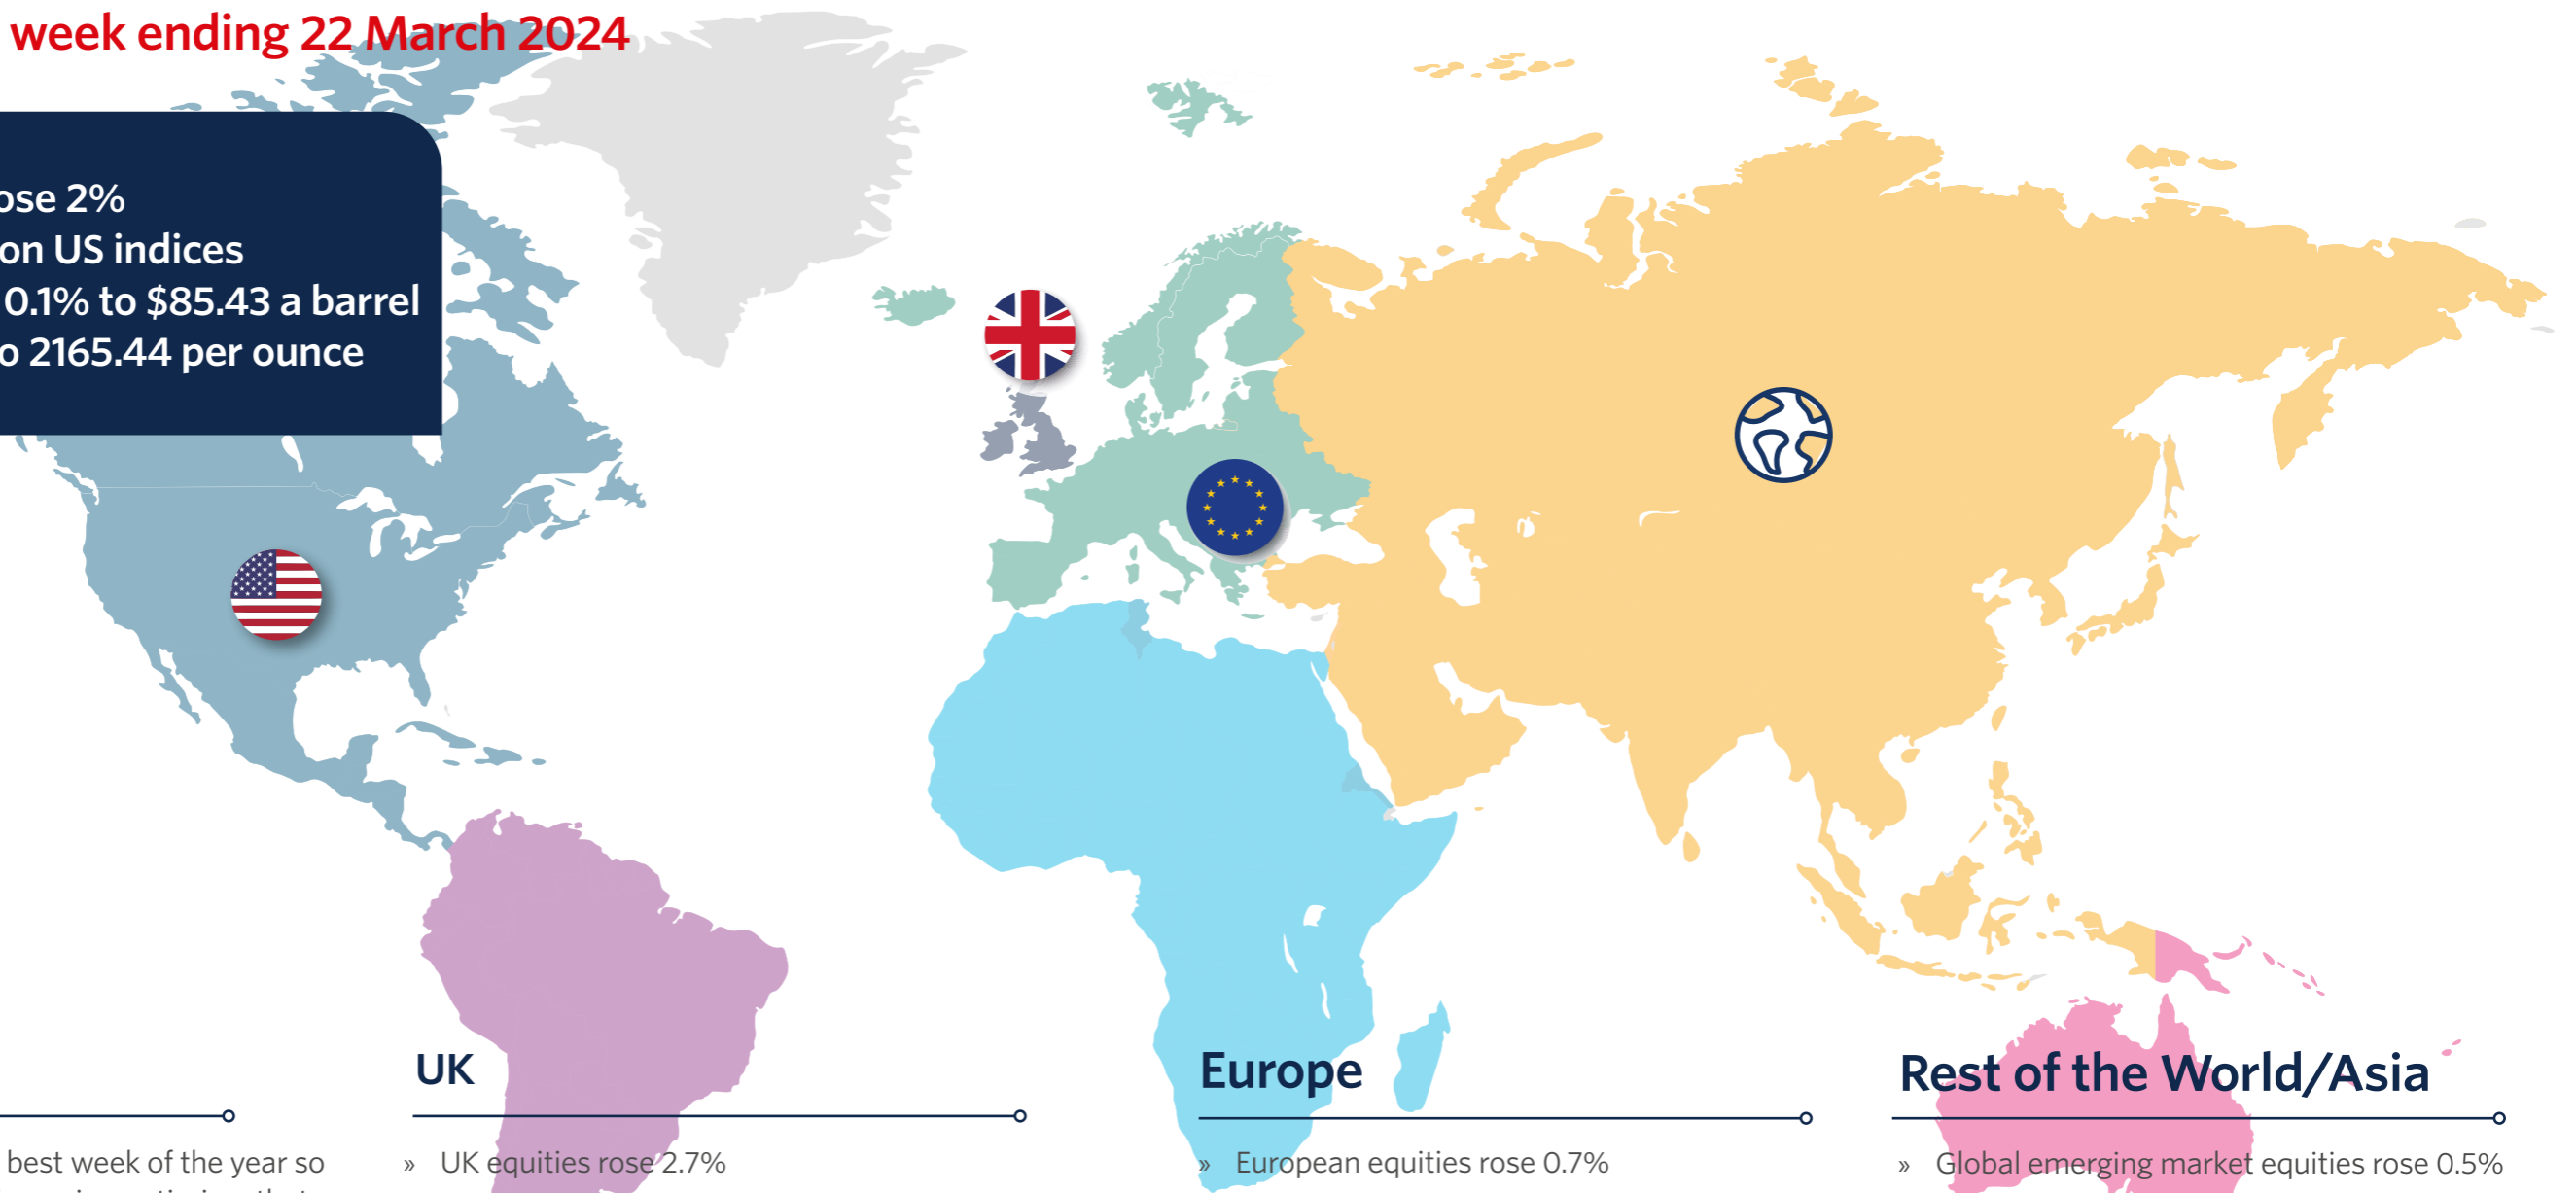 week ending 22 March 2024
ose 2%
on US indices
0.1% to $85.43 a barrel
o 2165.44 per ounce
best week of the year so
UK
» UK equities rose 2.7%
Europe
» European equities rose 0.7%
Rest of the World/Asia
» Global emerging market equities rose 0.5%